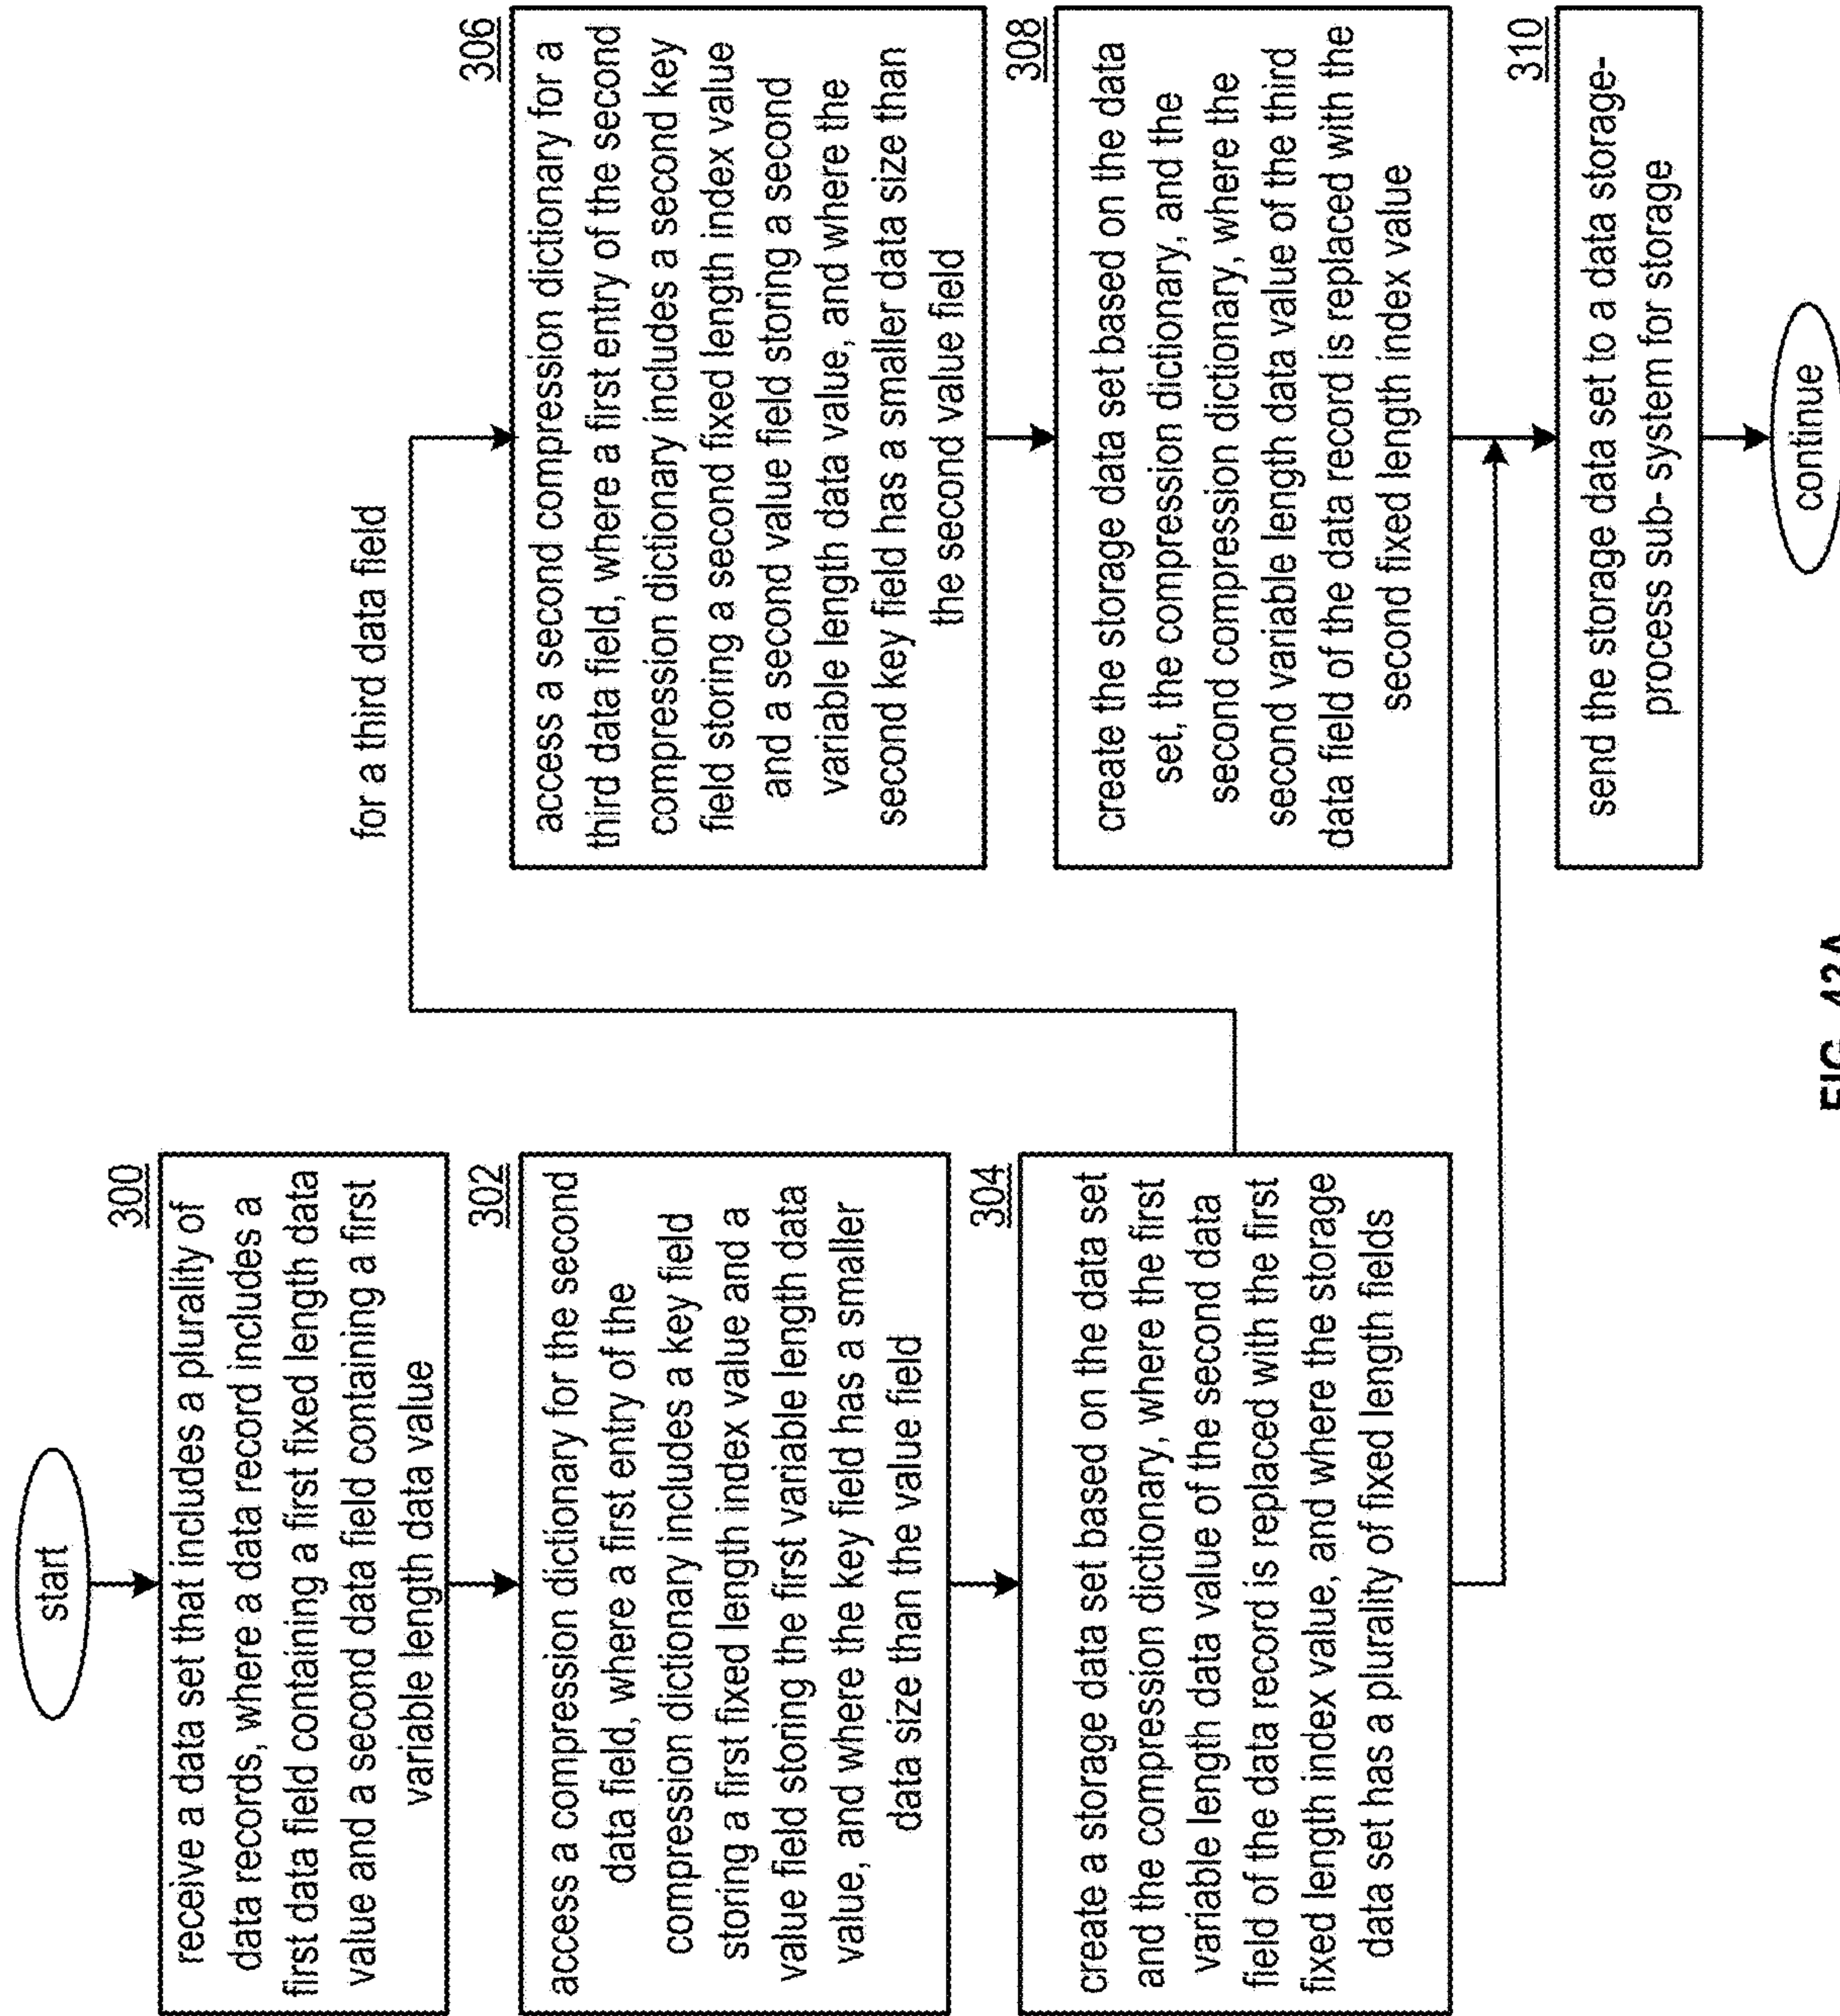 start
300
receive a data set that includes a plurality of
data records, where a data record includes a
first data field containing a first fixed length data
value and a second data field containing a first
variable length data value
302
access a compression dictionary for the second
data field, where a first entry of the
compression dictionary includes a key field
storing a first fixed length index value and a
value field storing the first variable length data
value, and where the key field has a smaller
data size than the value field
304
create a storage data set based on the data set
and the compression dictionary, where the first
variable length data value of the second data
field of the data record is replaced with the first
fixed length index value, and where the storage
data set has a plurality of fixed length fields
for a third data field
306
access a second compression dictionary for a
third data field, where a first entry of the second
compression dictionary includes a second key
field storing a second fixed length index value
and a second value field storing a second
variable length data value, and where the
second key field has a smaller data size than
the second value field
308
create the storage data set based on the data
set, the compression dictionary, and the
second compression dictionary, where the
second variable length data value of the third
data field of the data record is replaced with the
second fixed length index value
310
send the storage data set to a data storage-
process sub- system for storage
continue
FIG. 42A